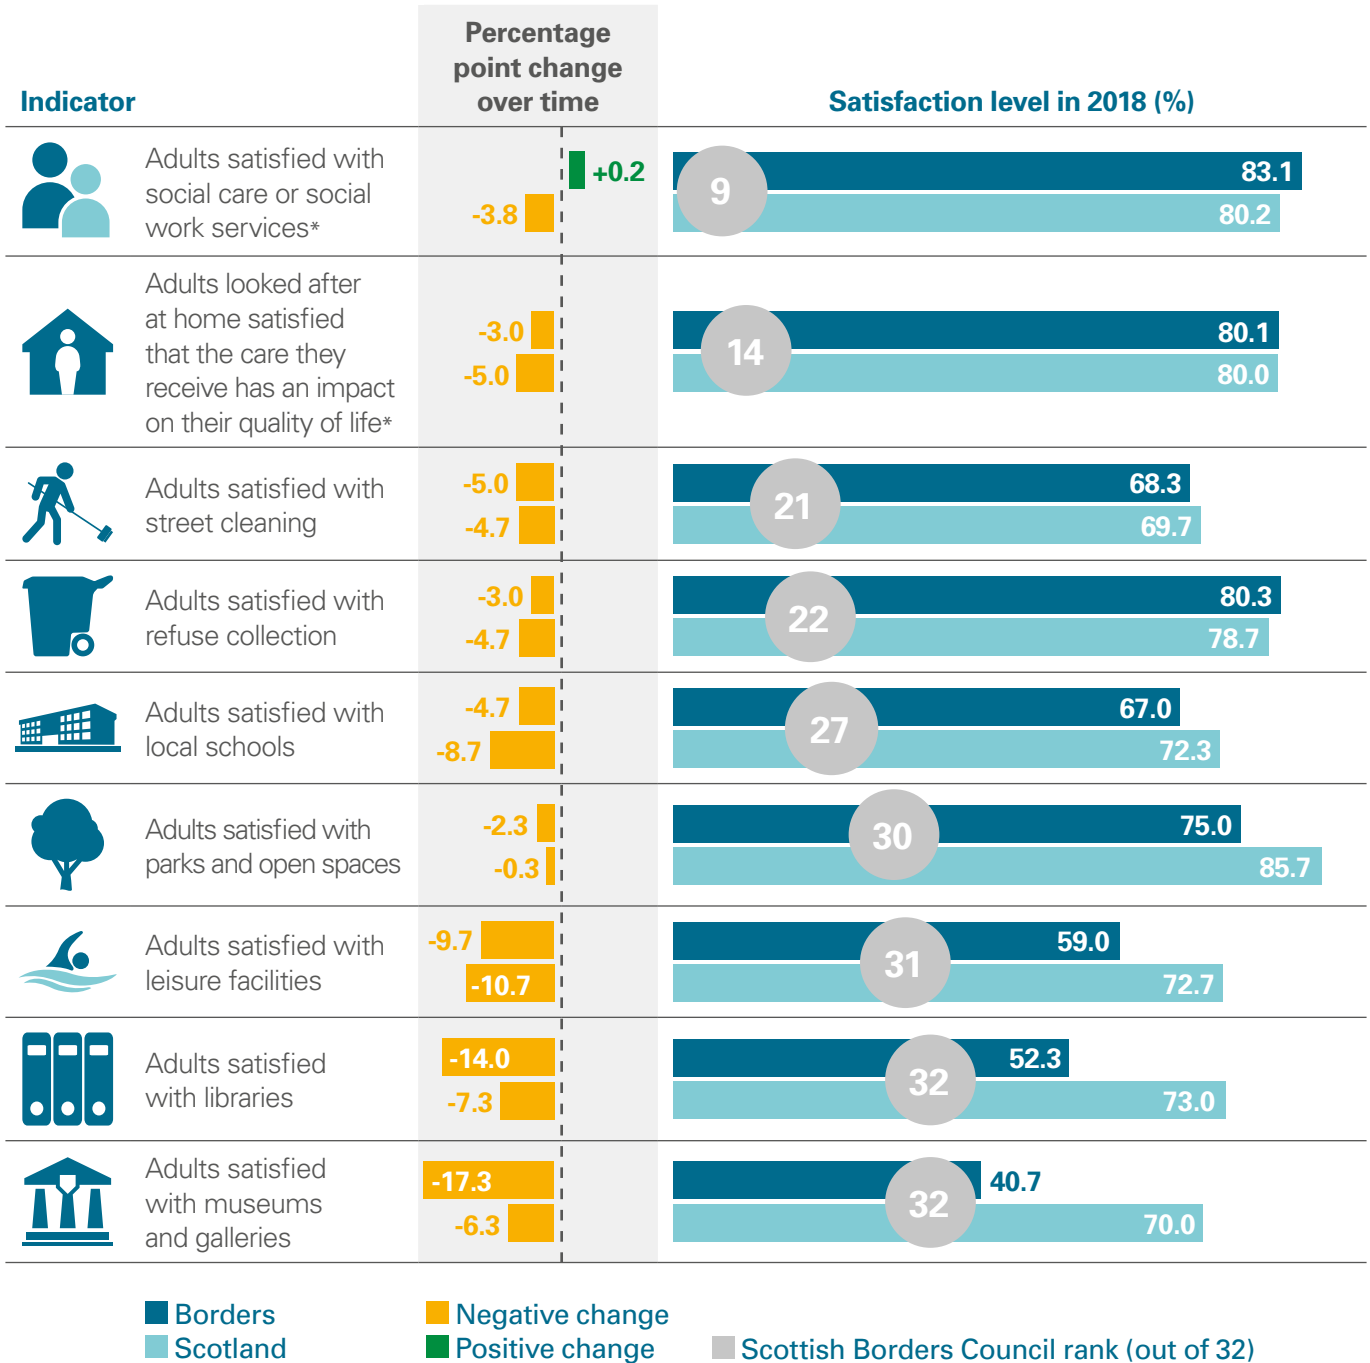 Indicator
Percentage
point change
over time
Satisfaction level in 2018 (%)
Adults satisfied with
social care or social
work services*
+0.2
-3.8
9
83.1
80.2
Adults looked after
at home satisfied
that the care they
receive has an impact
on their quality of life*
-3.0
-5.0
14
80.1
80.0
Adults satisfied with
street cleaning
-5.0
-4.7
21
68.3
69.7
Adults satisfied with
refuse collection
-3.0
-4.7
22
80.3
78.7
Adults satisfied with
local schools
-4.7
-8.7
27
67.0
72.3
Adults satisfied with
parks and open spaces
-2.3
-0.3
30
75.0
85.7
Adults satisfied with
leisure facilities
-9.7
-10.7
31
59.0
72.7
Adults satisfied
with libraries
-14.0
-7.3
32
52.3
73.0
Adults satisfied
with museums
and galleries
-17.3
-6.3
32
40.7
70.0
Borders
Scotland
Negative change
Positive change
Scottish Borders Council rank (out of 32)